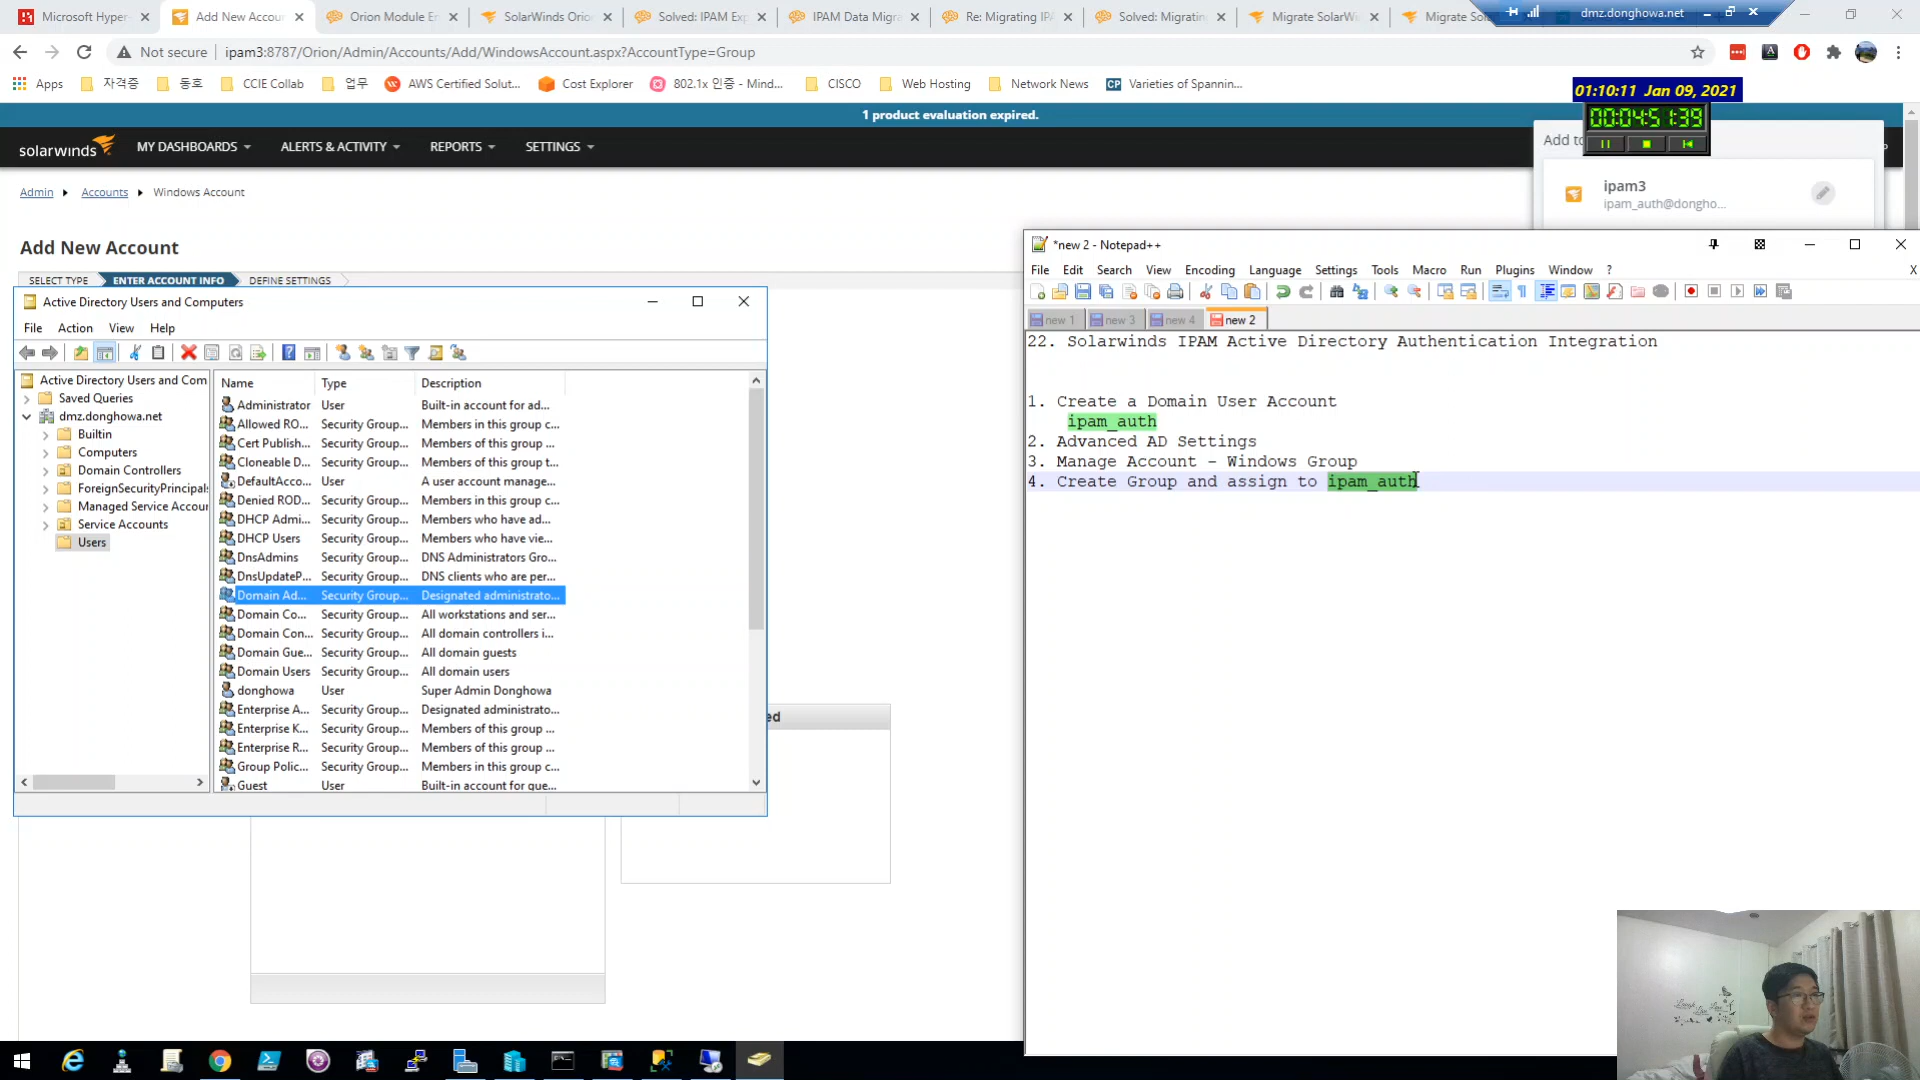 Microsoft Hyper-
Add New Accou
Orion Module E
SolarWinds Orio
Solved: IPAM Exp
IPAM Data Migra
Re: Migrating IPA
Solved: Migratin
Migrate SolarW
Migrate So
dmz.donghowa.net
Not secure
ipam3:8787/Orion/Admin/Accounts/Add/WindowsAccount.aspx?AccountType=Group
Apps
자격증
동호
CCIE Collab
업무
AWS Certified Solut...
Cost Explorer
802.1x 인증 - Mind...
CISCO
Web Hosting
Network News
CP
Varieties of Spannin...
01:10:11 Jan 09, 2021
00:04:51:39
1 product evaluation expired.
solarwinds
MY DASHBOARDS
ALERTS & ACTIVITY
REPORTS
SETTINGS
Add to
ipam3
ipam_auth@dongho...
Admin
Accounts
Windows Account
Add New Account
SELECT TYPE
ENTER ACCOUNT INFO
DEFINE SETTINGS
Active Directory Users and Computers
File Action View Help
Active Directory Users and Com
Saved Queries
dmz.donghowa.net
Builtin
Computers
Domain Controllers
ForeignSecurityPrincipals
Managed Service Accou
Service Accounts
Users
Name Type Description
Administrator User Built-in account for ad...
Allowed RO... Security Group... Members in this group c...
Cert Publish... Security Group... Members of this group ...
Cloneable D... Security Group... Members of this group t...
DefaultAcco... User A user account manage...
Denied ROD... Security Group... Members in this group c...
DHCP Admi... Security Group... Members who have ad...
DHCP Users Security Group... Members who have vie...
DnsAdmins Security Group... DNS Administrators Gro...
DnsUpdateP... Security Group... DNS clients who are per...
Domain Ad... Security Group... Designated administrato...
Domain Co... Security Group... All workstations and ser...
Domain Con... Security Group... All domain controllers i...
Domain Gue... Security Group... All domain guests
Domain Users Security Group... All domain users
donghowa User Super Admin Donghowa
Enterprise A... Security Group... Designated administrato...
Enterprise K... Security Group... Members of this group ...
Enterprise R... Security Group... Members of this group ...
Group Polic... Security Group... Members in this group c...
Guest User Built-in account for gue...
ed
*new 2 - Notepad++
File Edit Search View Encoding Language Settings Tools Macro Run Plugins Window ?
X
new 1
new 3
new 4
new 2
22. Solarwinds IPAM Active Directory Authentication Integration
1. Create a Domain User Account
ipam_auth
2. Advanced AD Settings
3. Manage Account - Windows Group
4. Create Group and assign to ipam_auth